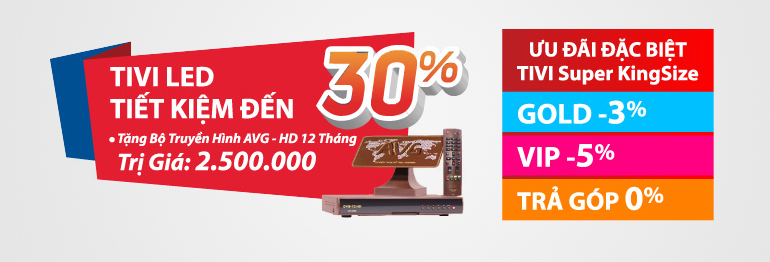 TIVI LED
TIẾT KIỆM ĐẾN
30%
• Tặng Bộ Truyền Hình AVG - HD 12 Tháng
Trị Giá: 2.500.000
ƯU ĐÃI ĐẶC BIỆT
TIVI Super KingSize
GOLD -3%
VIP -5%
TRẢ GÓP 0%